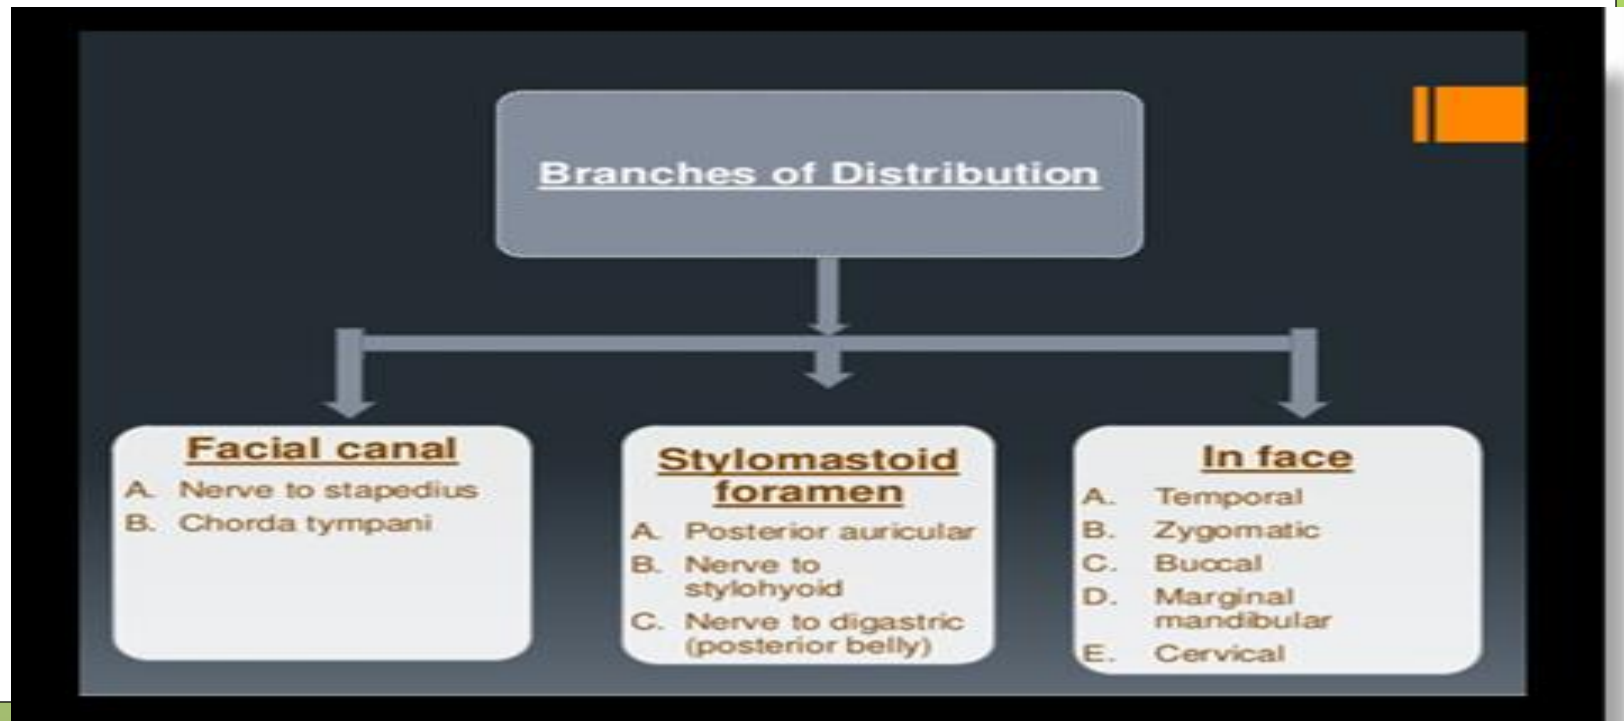 Branches of Distribution
Facial canal
A. Nerve to stapedius
B. Chorda tympani
Stylomastoid
foramen
A. Posterior auricular
B. Nerve to
stylohyoid
C. Nerve to digastric
(posterior belly)
In face
A. Temporal
B. Zygomatic
C. Buccal
D. Marginal
mandibular
E. Cervical